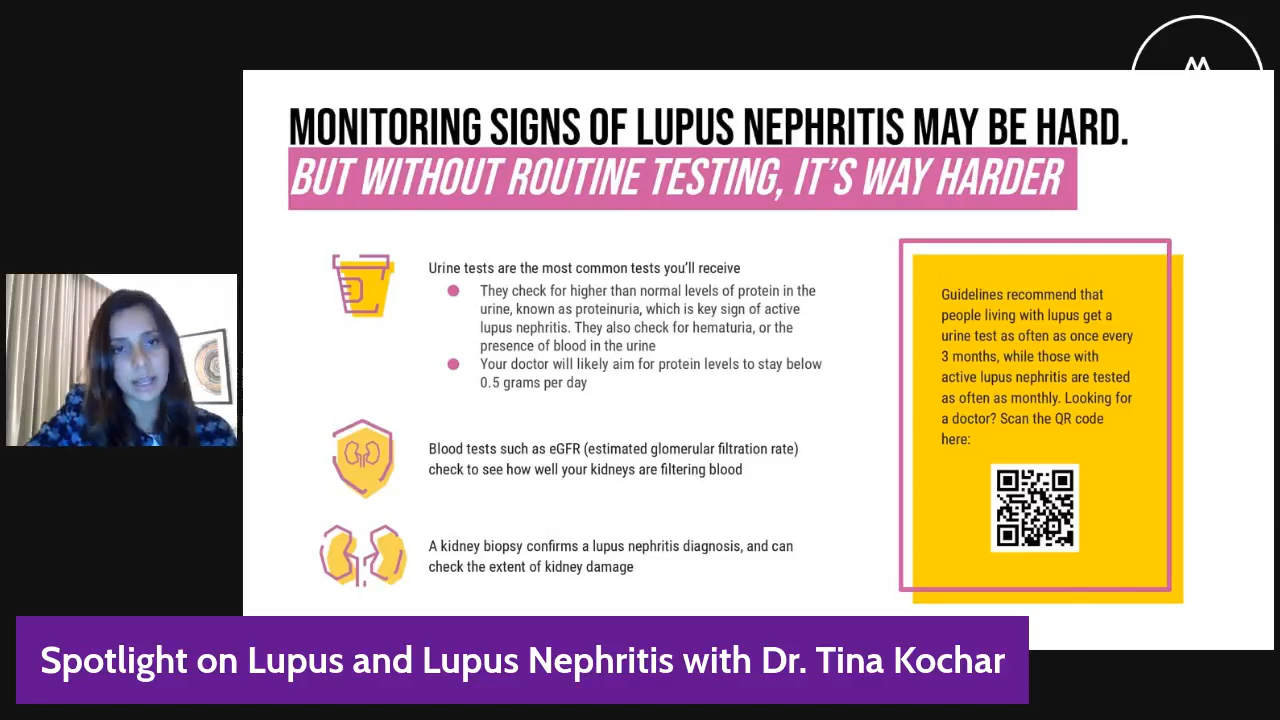 MONITORING SIGNS OF LUPUS NEPHRITIS MAY BE HARD.
BUT WITHOUT ROUTINE TESTING, IT'S WAY HARDER
Urine tests are the most common tests you'll receive
They check for higher than normal levels of protein in the
urine, known as proteinuria, which is key sign of active
lupus nephritis. They also check for hematuria, or the
presence of blood in the urine
Your doctor will likely aim for protein levels to stay below
0.5 grams per day
Blood tests such as eGFR (estimated glomerular filtration rate)
check to see how well your kidneys are filtering blood
A kidney biopsy confirms a lupus nephritis diagnosis, and can
check the extent of kidney damage
Guidelines recommend that
people living with lupus get a
urine test as often as once every
3 months, while those with
active lupus nephritis are tested
as often as monthly. Looking for
a doctor? Scan the QR code
here:
Spotlight on Lupus and Lupus Nephritis with Dr. Tina Kochar